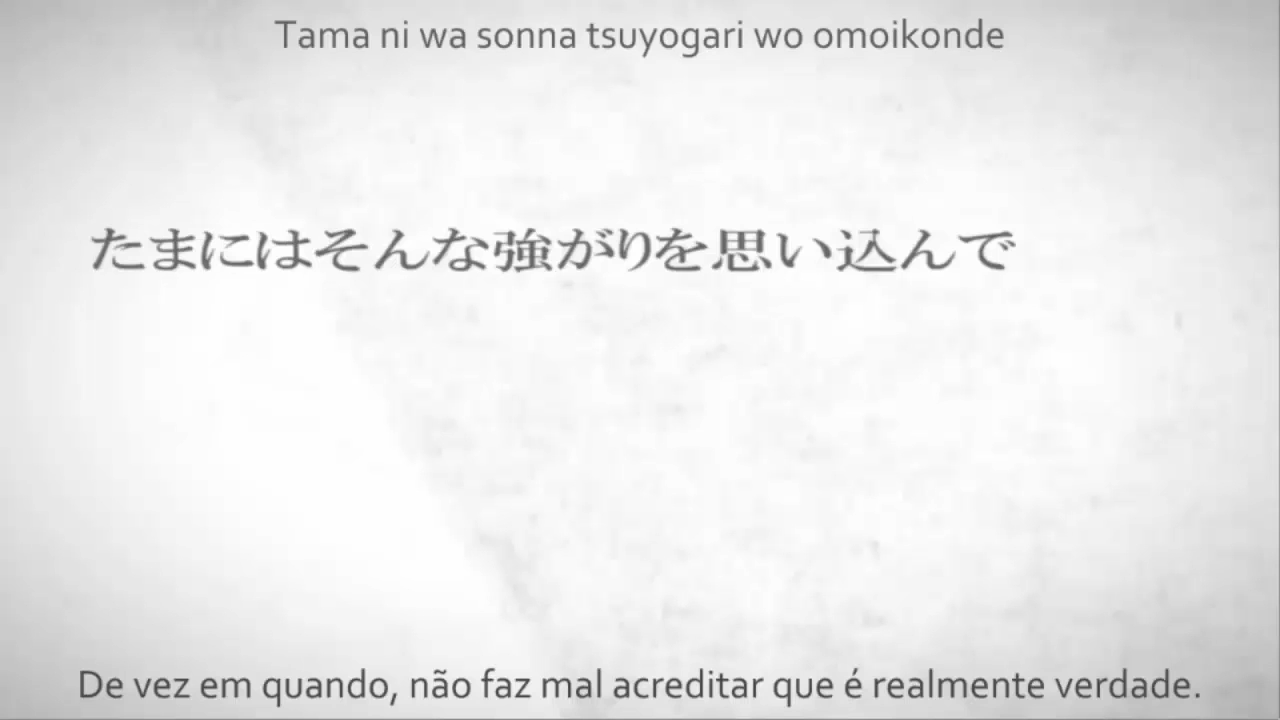 Tama ni wa sonna tsuyogari wo omoikonde
たまにはそんな強がりを思い込んで
De vez em quando, não faz mal acreditar que é realmente verdade.